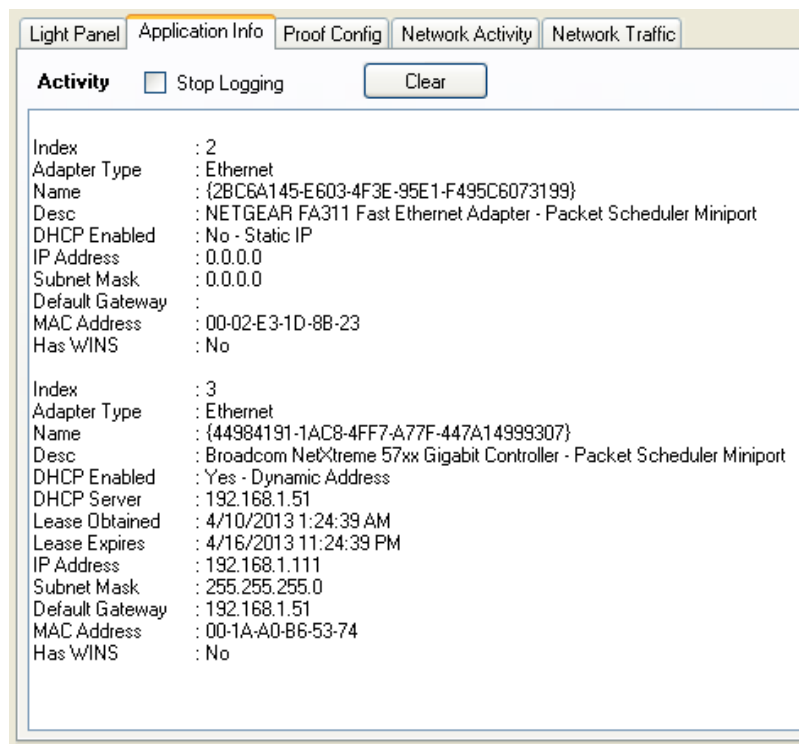 Light Panel Application Info Proof Config Network Activity Network Traffic
Activity Stop Logging Clear
Index : 2
Adapter Type : Ethernet
Name : {2BC6A145-E603-4F3E-95E1-F495C6073199}
Desc : NETGEAR FA311 Fast Ethernet Adapter - Packet Scheduler Miniport
DHCP Enabled : No - Static IP
IP Address : 0.0.0.0
Subnet Mask : 0.0.0.0
Default Gateway :
MAC Address : 00-02-E3-1D-8B-23
Has WINS : No
Index : 3
Adapter Type : Ethernet
Name : {44984191-1AC8-4FF7-A77F-447A14999307}
Desc : Broadcom NetXtreme 57xx Gigabit Controller - Packet Scheduler Miniport
DHCP Enabled : Yes - Dynamic Address
DHCP Server : 192.168.1.51
Lease Obtained : 4/10/2013 1:24:39 AM
Lease Expires : 4/16/2013 11:24:39 PM
IP Address : 192.168.1.111
Subnet Mask : 255.255.255.0
Default Gateway : 192.168.1.51
MAC Address : 00-1A-A0-B6-53-74
Has WINS : No